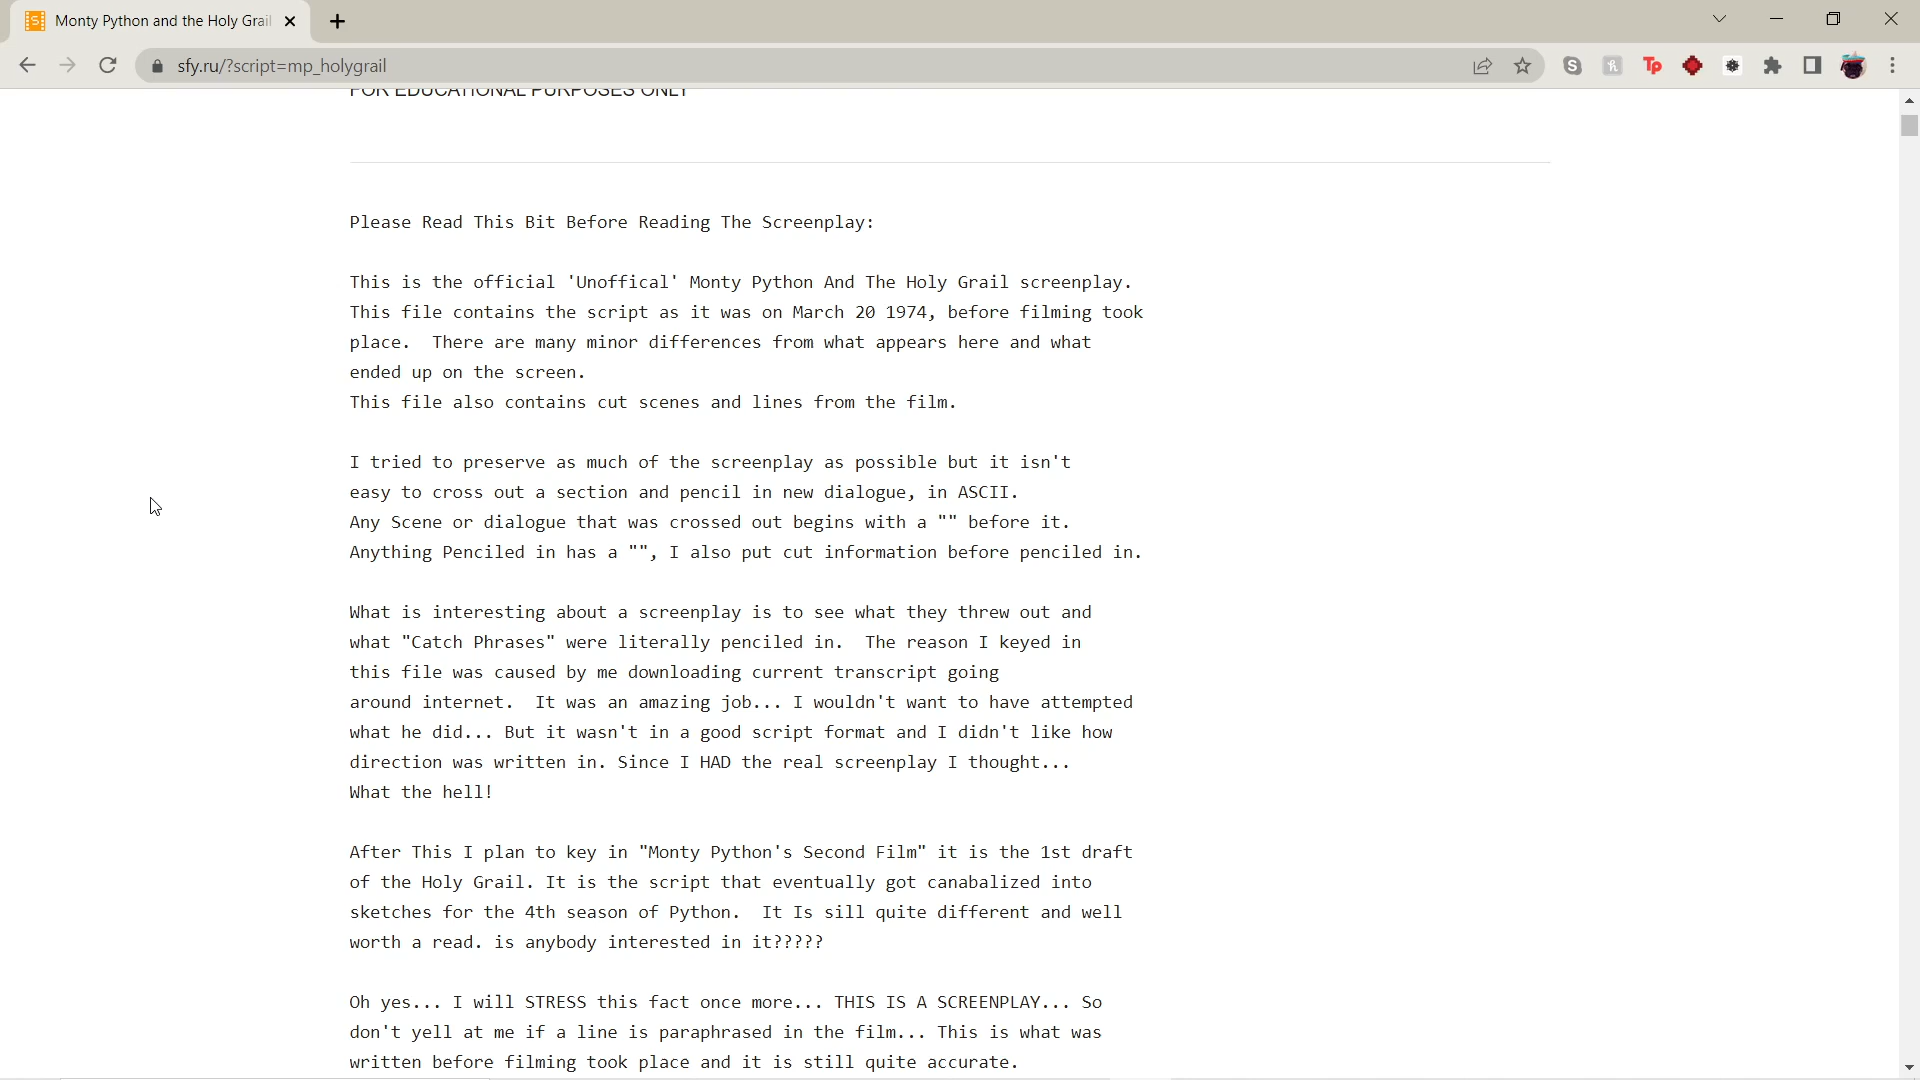 Monty Python and the Holy Grail
sfy.ru/?script=mp_holygrail
FOR EDUCATIONAL PURPOSES ONLY
Please Read This Bit Before Reading The Screenplay:
This is the official 'Unoffical' Monty Python And The Holy Grail screenplay.
This file contains the script as it was on March 20 1974, before filming took
place.  There are many minor differences from what appears here and what
ended up on the screen.
This file also contains cut scenes and lines from the film.
I tried to preserve as much of the screenplay as possible but it isn't
easy to cross out a section and pencil in new dialogue, in ASCII.
Any Scene or dialogue that was crossed out begins with a "" before it.
Anything Penciled in has a "", I also put cut information before penciled in.
What is interesting about a screenplay is to see what they threw out and
what "Catch Phrases" were literally penciled in.  The reason I keyed in
this file was caused by me downloading current transcript going
around internet.  It was an amazing job... I wouldn't want to have attempted
what he did... But it wasn't in a good script format and I didn't like how
direction was written in. Since I HAD the real screenplay I thought...
What the hell!
After This I plan to key in "Monty Python's Second Film" it is the 1st draft
of the Holy Grail. It is the script that eventually got canabalized into
sketches for the 4th season of Python.  It Is sill quite different and well
worth a read. is anybody interested in it?????
Oh yes... I will STRESS this fact once more... THIS IS A SCREENPLAY... So
don't yell at me if a line is paraphrased in the film... This is what was
written before filming took place and it is still quite accurate.